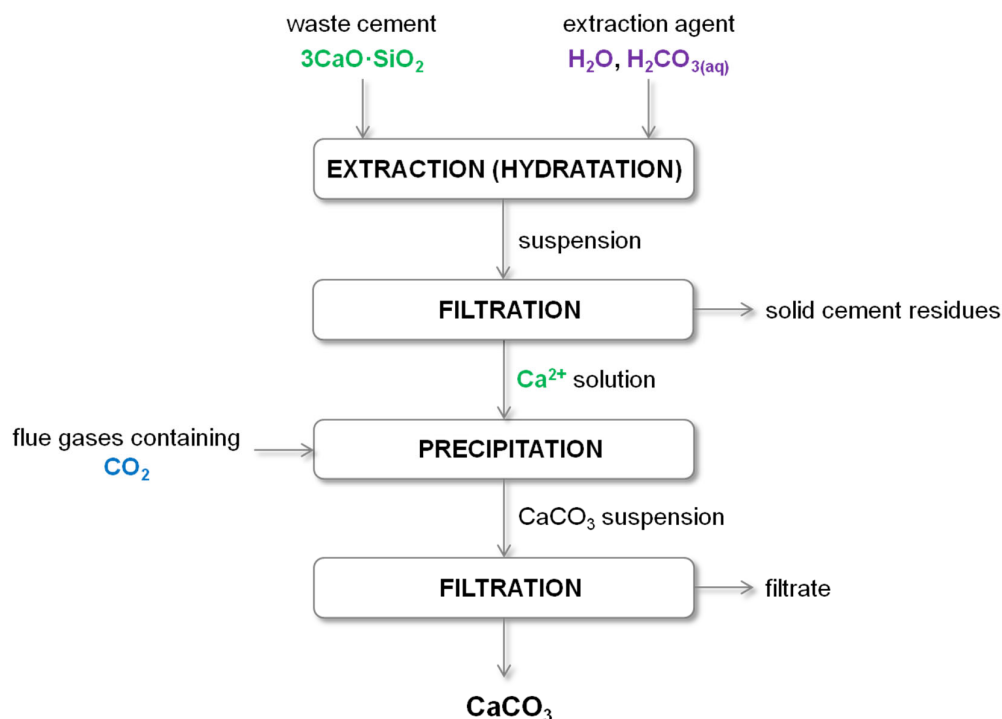 waste cement
3CaO·SiO₂
extraction agent
H₂O, H₂CO₃(aq)
EXTRACTION (HYDRATATION)
suspension
FILTRATION
solid cement residues
Ca²⁺ solution
flue gases containing
CO₂
PRECIPITATION
CaCO₃ suspension
FILTRATION
filtrate
CaCO₃